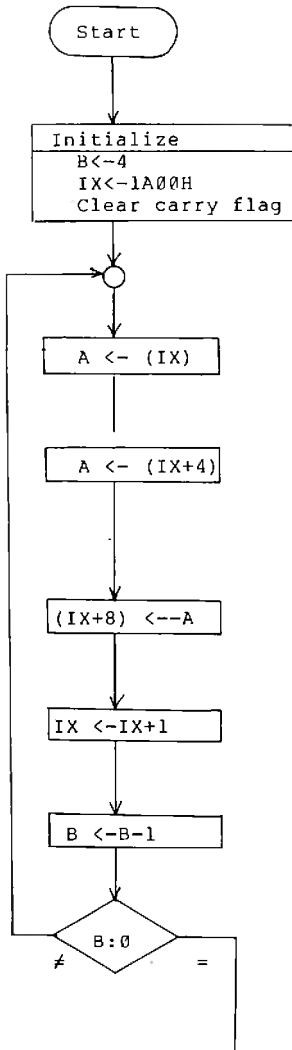 Start
Initialize
B<-4
IX<-1A00H
Clear carry flag
A <- (IX)
A <- (IX+4)
(IX+8) <--A
IX <-IX+1
B <-B-1
B:0
≠ =